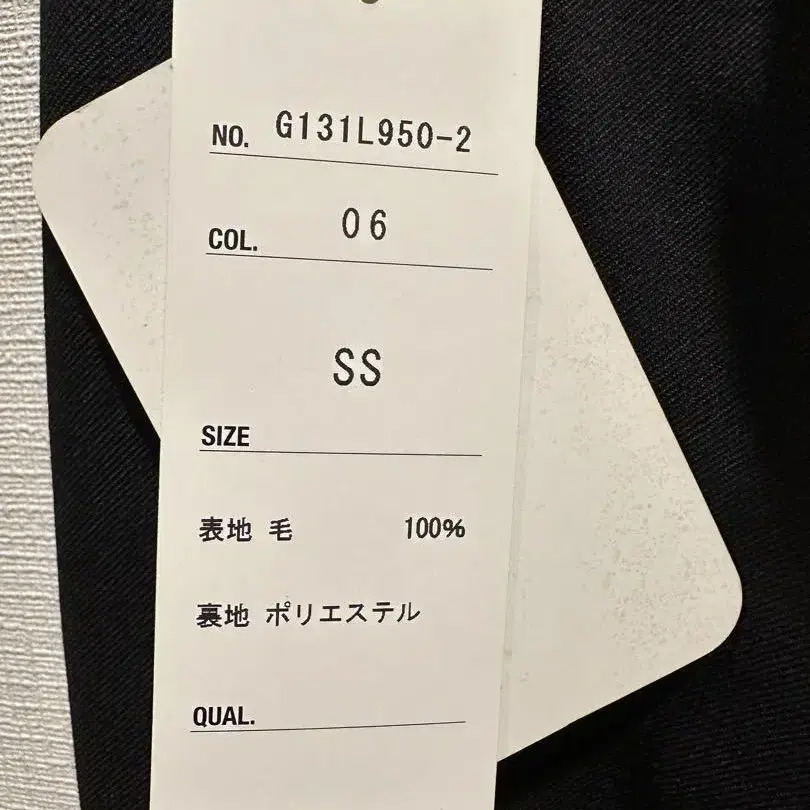 NO. G131L950-2
COL. 06
SS
SIZE
表地 毛 100%
裏地 ポリエステル
QUAL.